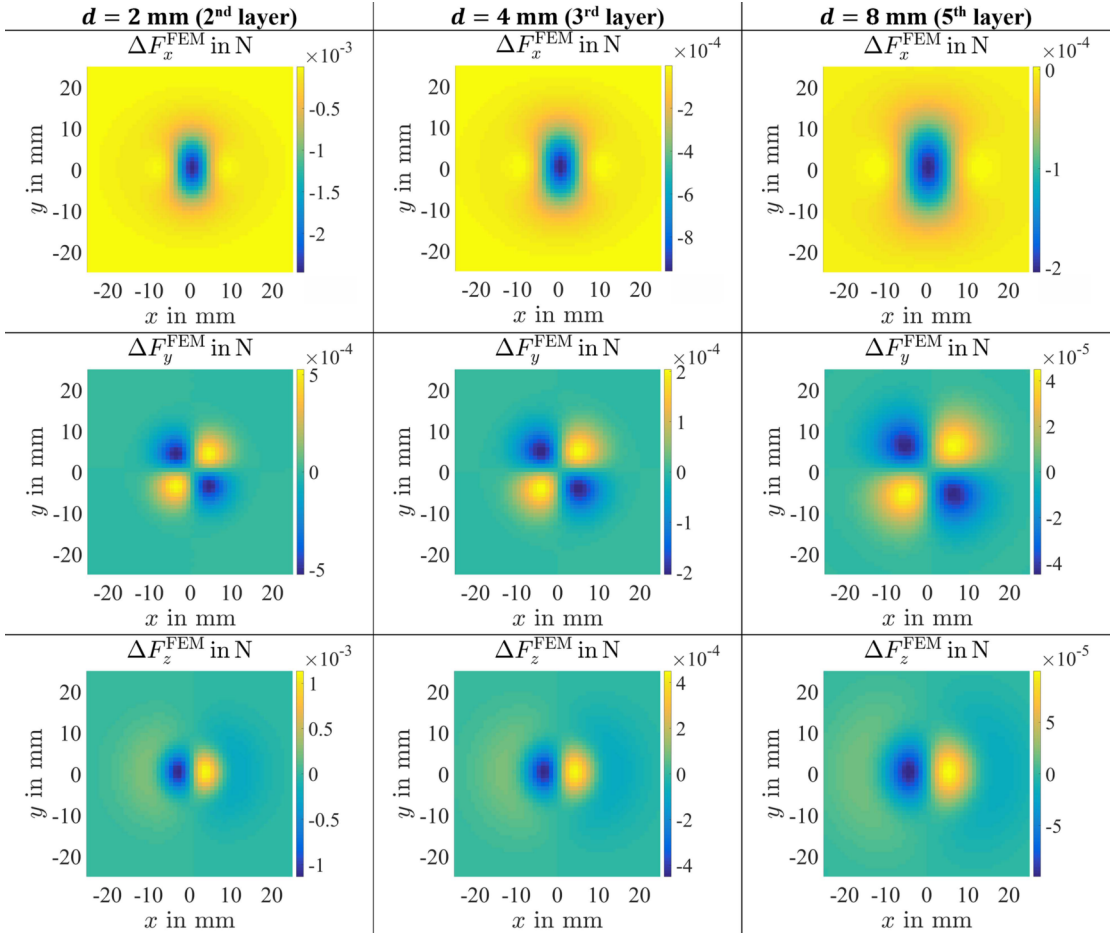 d = 2 mm (2nd layer)
d = 4 mm (3rd layer)
d = 8 mm (5th layer)
ΔF_x^FEM in N
×10^-3
20
10
0
-10
-20
y in mm
-0.5
-1
-1.5
-2
-20 -10 0 10 20
x in mm
ΔF_x^FEM in N
×10^-4
20
10
0
-10
-20
y in mm
-2
-4
-6
-8
-20 -10 0 10 20
x in mm
ΔF_x^FEM in N
×10^-4
20
10
0
-10
-20
y in mm
0
-1
-2
-20 -10 0 10 20
x in mm
ΔF_y^FEM in N
×10^-4
20
10
0
-10
-20
y in mm
5
0
-5
-20 -10 0 10 20
x in mm
ΔF_y^FEM in N
×10^-4
20
10
0
-10
-20
y in mm
2
1
0
-1
-2
-20 -10 0 10 20
x in mm
ΔF_y^FEM in N
×10^-5
20
10
0
-10
-20
y in mm
4
2
0
-2
-4
-20 -10 0 10 20
x in mm
ΔF_z^FEM in N
×10^-3
20
10
0
-10
-20
y in mm
1
0.5
0
-0.5
-1
-20 -10 0 10 20
x in mm
ΔF_z^FEM in N
×10^-4
20
10
0
-10
-20
y in mm
4
2
0
-2
-4
-20 -10 0 10 20
x in mm
ΔF_z^FEM in N
×10^-5
20
10
0
-10
-20
y in mm
5
0
-5
-20 -10 0 10 20
x in mm